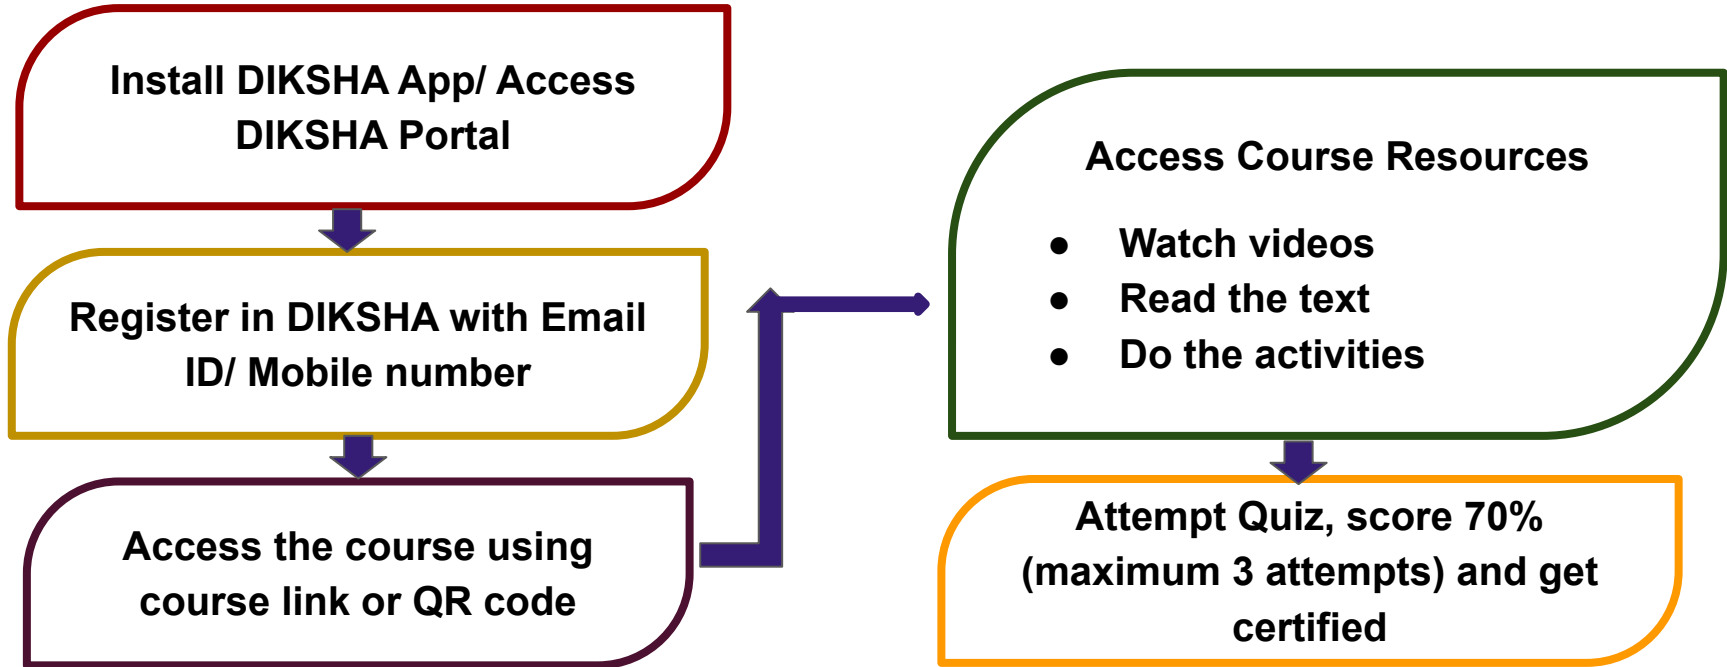 Install DIKSHA App/ Access
DIKSHA Portal
Register in DIKSHA with Email
ID/ Mobile number
Access the course using
course link or QR code
Access Course Resources
● Watch videos
● Read the text
● Do the activities
Attempt Quiz, score 70%
(maximum 3 attempts) and get
certified